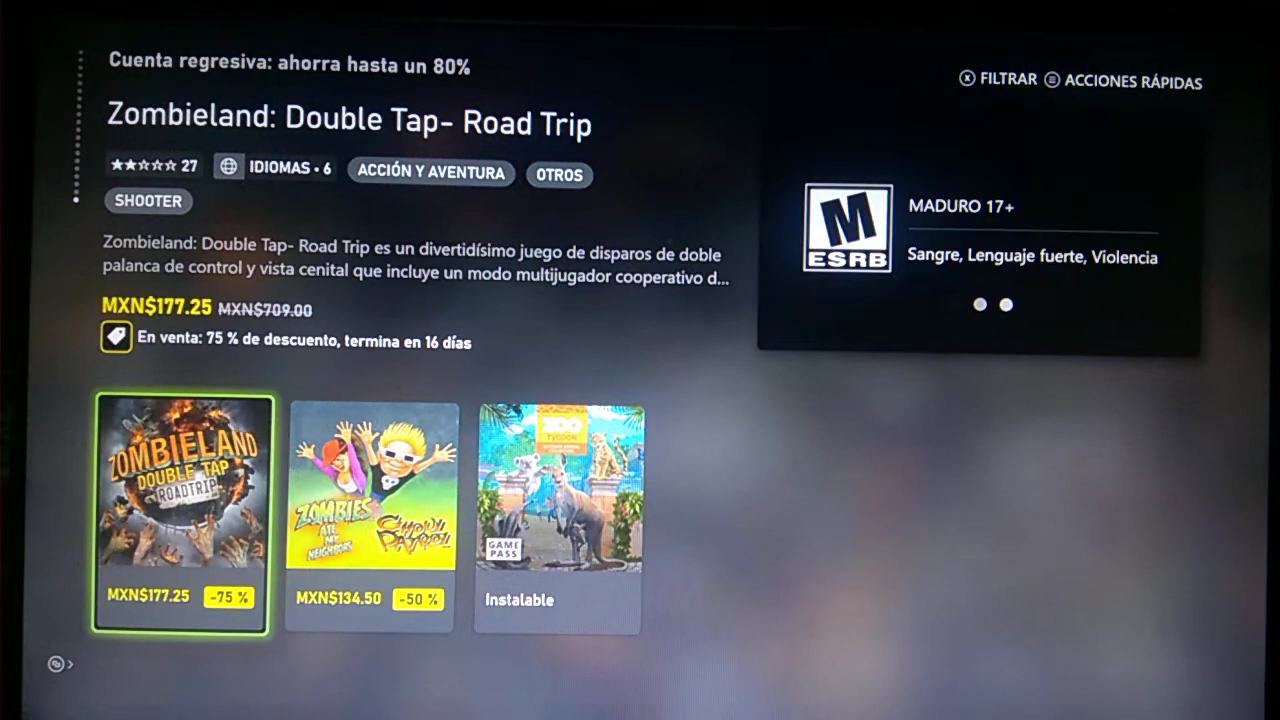 Cuenta regresiva: ahorra hasta un 80%
FILTRAR ACCIONES RÁPIDAS
Zombieland: Double Tap- Road Trip
27 IDIOMAS • 6 ACCIÓN Y AVENTURA OTROS
SHOOTER
Zombieland: Double Tap- Road Trip es un divertidísimo juego de disparos de doble
palanca de control y vista cenital que incluye un modo multijugador cooperativo d...
MXN$177.25 MXN$709.00
En venta: 75 % de descuento, termina en 16 días
M
ESRB
MADURO 17+
Sangre, Lenguaje fuerte, Violencia
ZOMBIELAND
DOUBLE TAP
ROADTRIP
MXN$177.25 -75 %
ZOMBIES
ATE
MY
NEIGHBORS
GHOUL
PATROL
MXN$134.50 -50 %
ZOO
TYCOON
GAME
PASS
Instalable